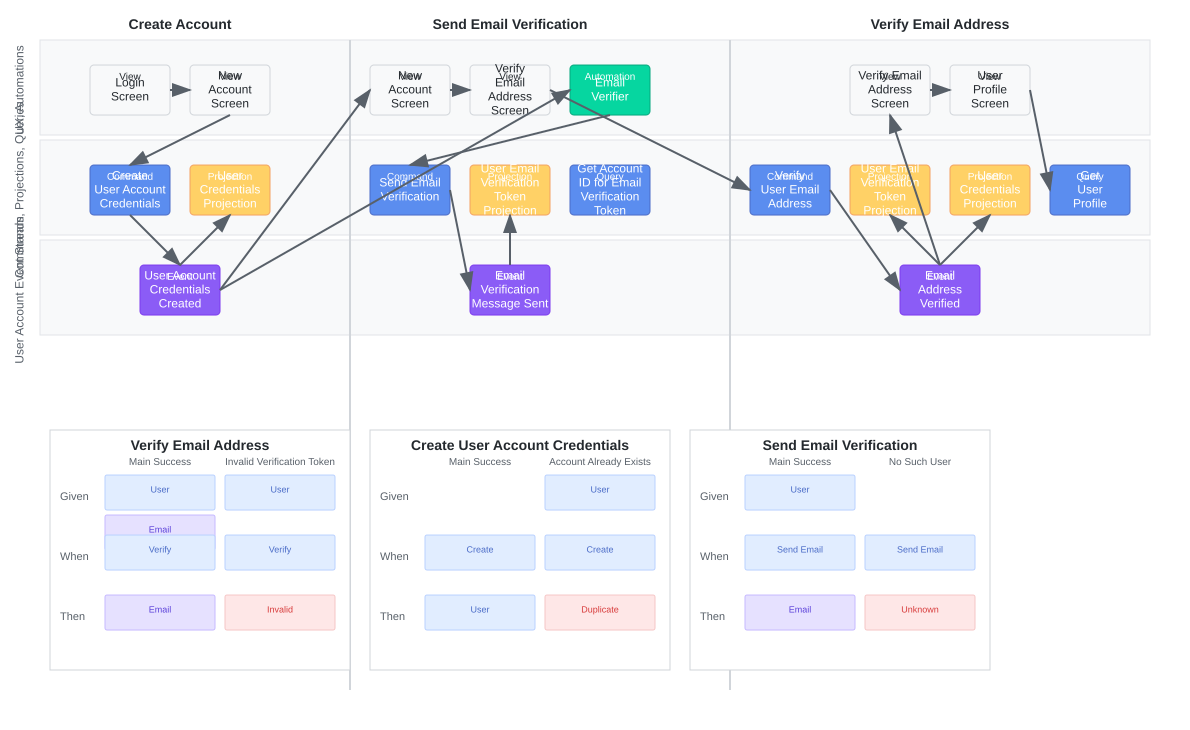 Create Account
Send Email Verification
Verify Email Address
UI, Automations
View
Login
Screen
View
New
Account
Screen
View
New
Account
Screen
View
Verify
Email
Address
Screen
Automation
Email
Verifier
View
Verify Email
Address
Screen
View
User
Profile
Screen
Commands, Projections, Queries
Command
Create
User Account
Credentials
Projection
User
Credentials
Projection
Command
Send Email
Verification
Projection
User Email
Verification
Token
Projection
Query
Get Account
ID for Email
Verification
Token
Command
Verify
User Email
Address
Projection
User Email
Verification
Token
Projection
Projection
User
Credentials
Projection
Query
Get
User
Profile
User Account Event Stream
Event
User Account
Credentials
Created
Event
Email
Verification
Message Sent
Event
Email
Address
Verified
Verify Email Address
Main Success
Invalid Verification Token
Given
User
User
Email
When
Verify
Verify
Then
Email
Invalid
Create User Account Credentials
Main Success
Account Already Exists
Given
User
When
Create
Create
Then
User
Duplicate
Send Email Verification
Main Success
No Such User
Given
User
When
Send Email
Send Email
Then
Email
Unknown